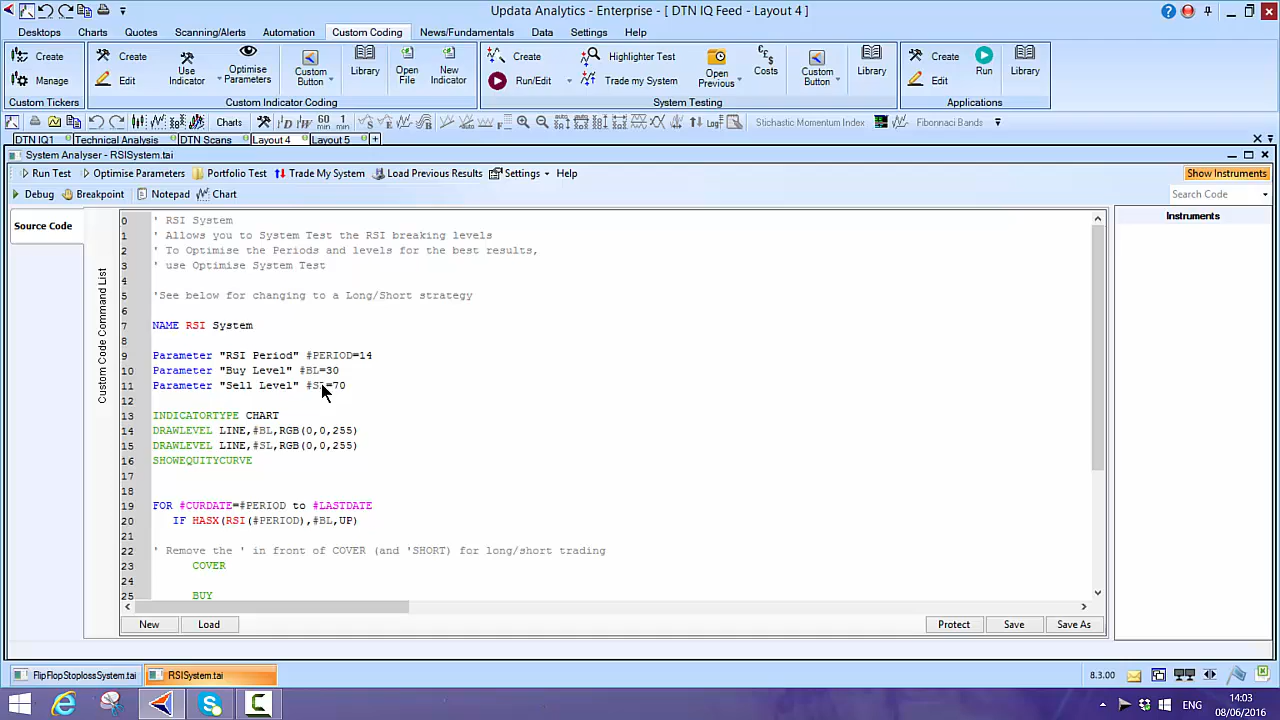 Updata Analytics - Enterprise - [ DTN IQ Feed - Layout 4 ]
Desktops Charts Quotes Scanning/Alerts Automation Custom Coding News/Fundamentals Data Settings Help
Create
Manage
Custom Tickers
Create
Edit
Use Indicator
Optimise Parameters
Custom Button
Library
Open File
New Indicator
Custom Indicator Coding
Create
Run/Edit
Highlighter Test
Trade my System
Open Previous
Costs
Custom Button
Library
System Testing
Create
Edit
Run
Library
Applications
Charts
60 min
1 min
Log
Stochastic Momentum Index
Fibonacci Bands
DTN IQ1 Technical Analysis DTN Scans Layout 4 Layout 5 +
System Analyser - RSISystem.tai
Run Test Optimise Parameters Portfolio Test Trade My System Load Previous Results Settings Help Show Instruments
Debug Breakpoint Notepad Chart Search Code
Source Code
Custom Code Command List
Instruments
0 ' RSI System
1 ' Allows you to System Test the RSI breaking levels
2 ' To Optimise the Periods and levels for the best results,
3 ' use Optimise System Test
4
5 'See below for changing to a Long/Short strategy
6
7 NAME RSI System
8
9 Parameter "RSI Period" #PERIOD=14
10 Parameter "Buy Level" #BL=30
11 Parameter "Sell Level" #SL=70
12
13 INDICATORTYPE CHART
14 DRAWLEVEL LINE,#BL,RGB(0,0,255)
15 DRAWLEVEL LINE,#SL,RGB(0,0,255)
16 SHOWEQUITYCURVE
17
18
19 FOR #CURDATE=#PERIOD to #LASTDATE
20 IF HASX(RSI(#PERIOD),#BL,UP)
21
22 ' Remove the ' in front of COVER (and 'SHORT) for long/short trading
23 COVER
24
25 BUY
New Load Protect Save Save As
FlipFlopStoplossSystem.tai RSISystem.tai 8.3.00
ENG
14:03
08/06/2016